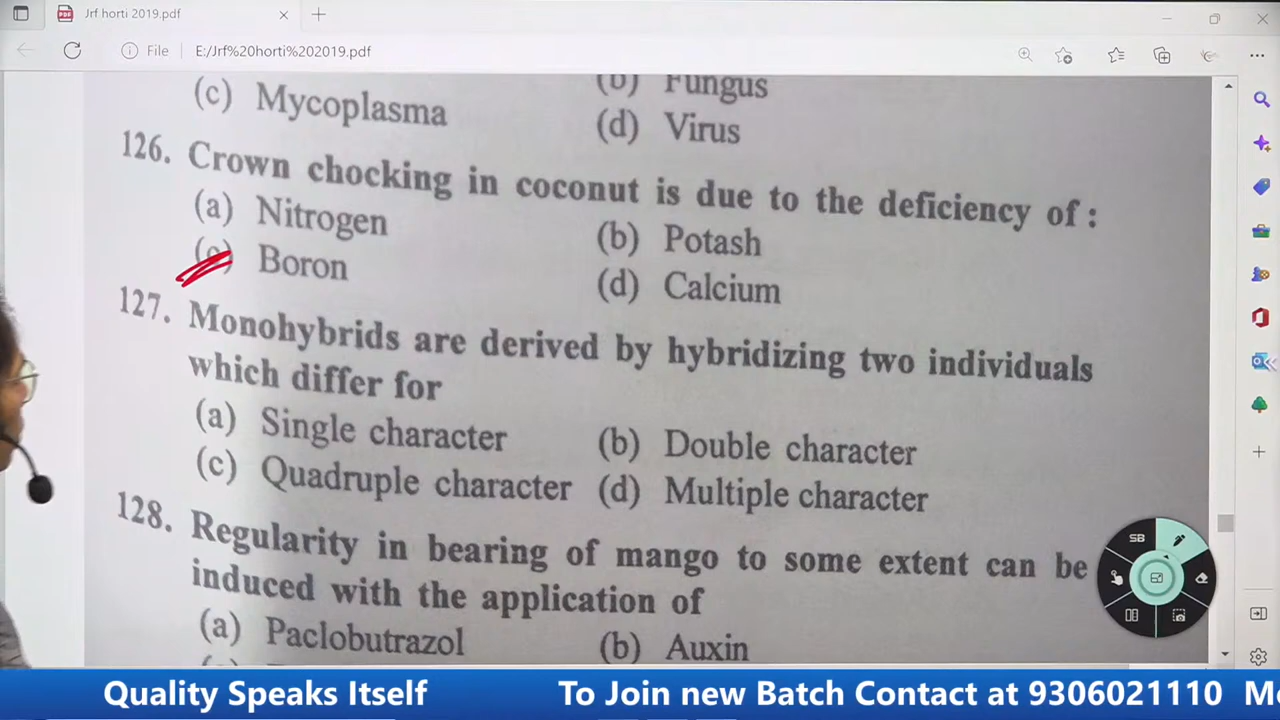 Jrf horti 2019.pdf
File E:/Jrf%20horti%202019.pdf
(b) Fungus
(c) Mycoplasma
(d) Virus
126. Crown chocking in coconut is due to the deficiency of :
(a) Nitrogen
(b) Potash
(c) Boron
(d) Calcium
127. Monohybrids are derived by hybridizing two individuals
which differ for
(a) Single character
(b) Double character
(c) Quadruple character (d) Multiple character
128. Regularity in bearing of mango to some extent can be
induced with the application of
(a) Paclobutrazol
(b) Auxin
SB
Quality Speaks Itself To Join new Batch Contact at 9306021110